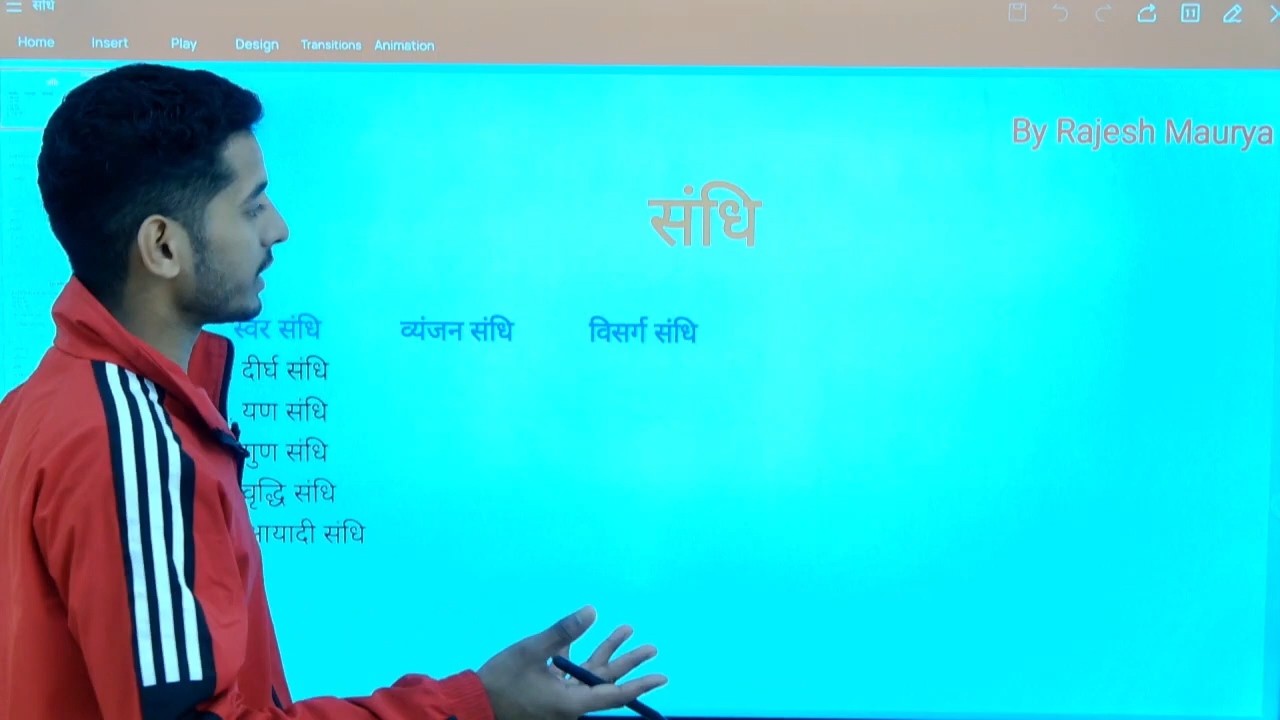 संधि
Home Insert Play Design Transitions Animation
By Rajesh Maurya
संधि
स्वर संधि व्यंजन संधि विसर्ग संधि
दीर्घ संधि
यण संधि
गुण संधि
वृद्धि संधि
संधि